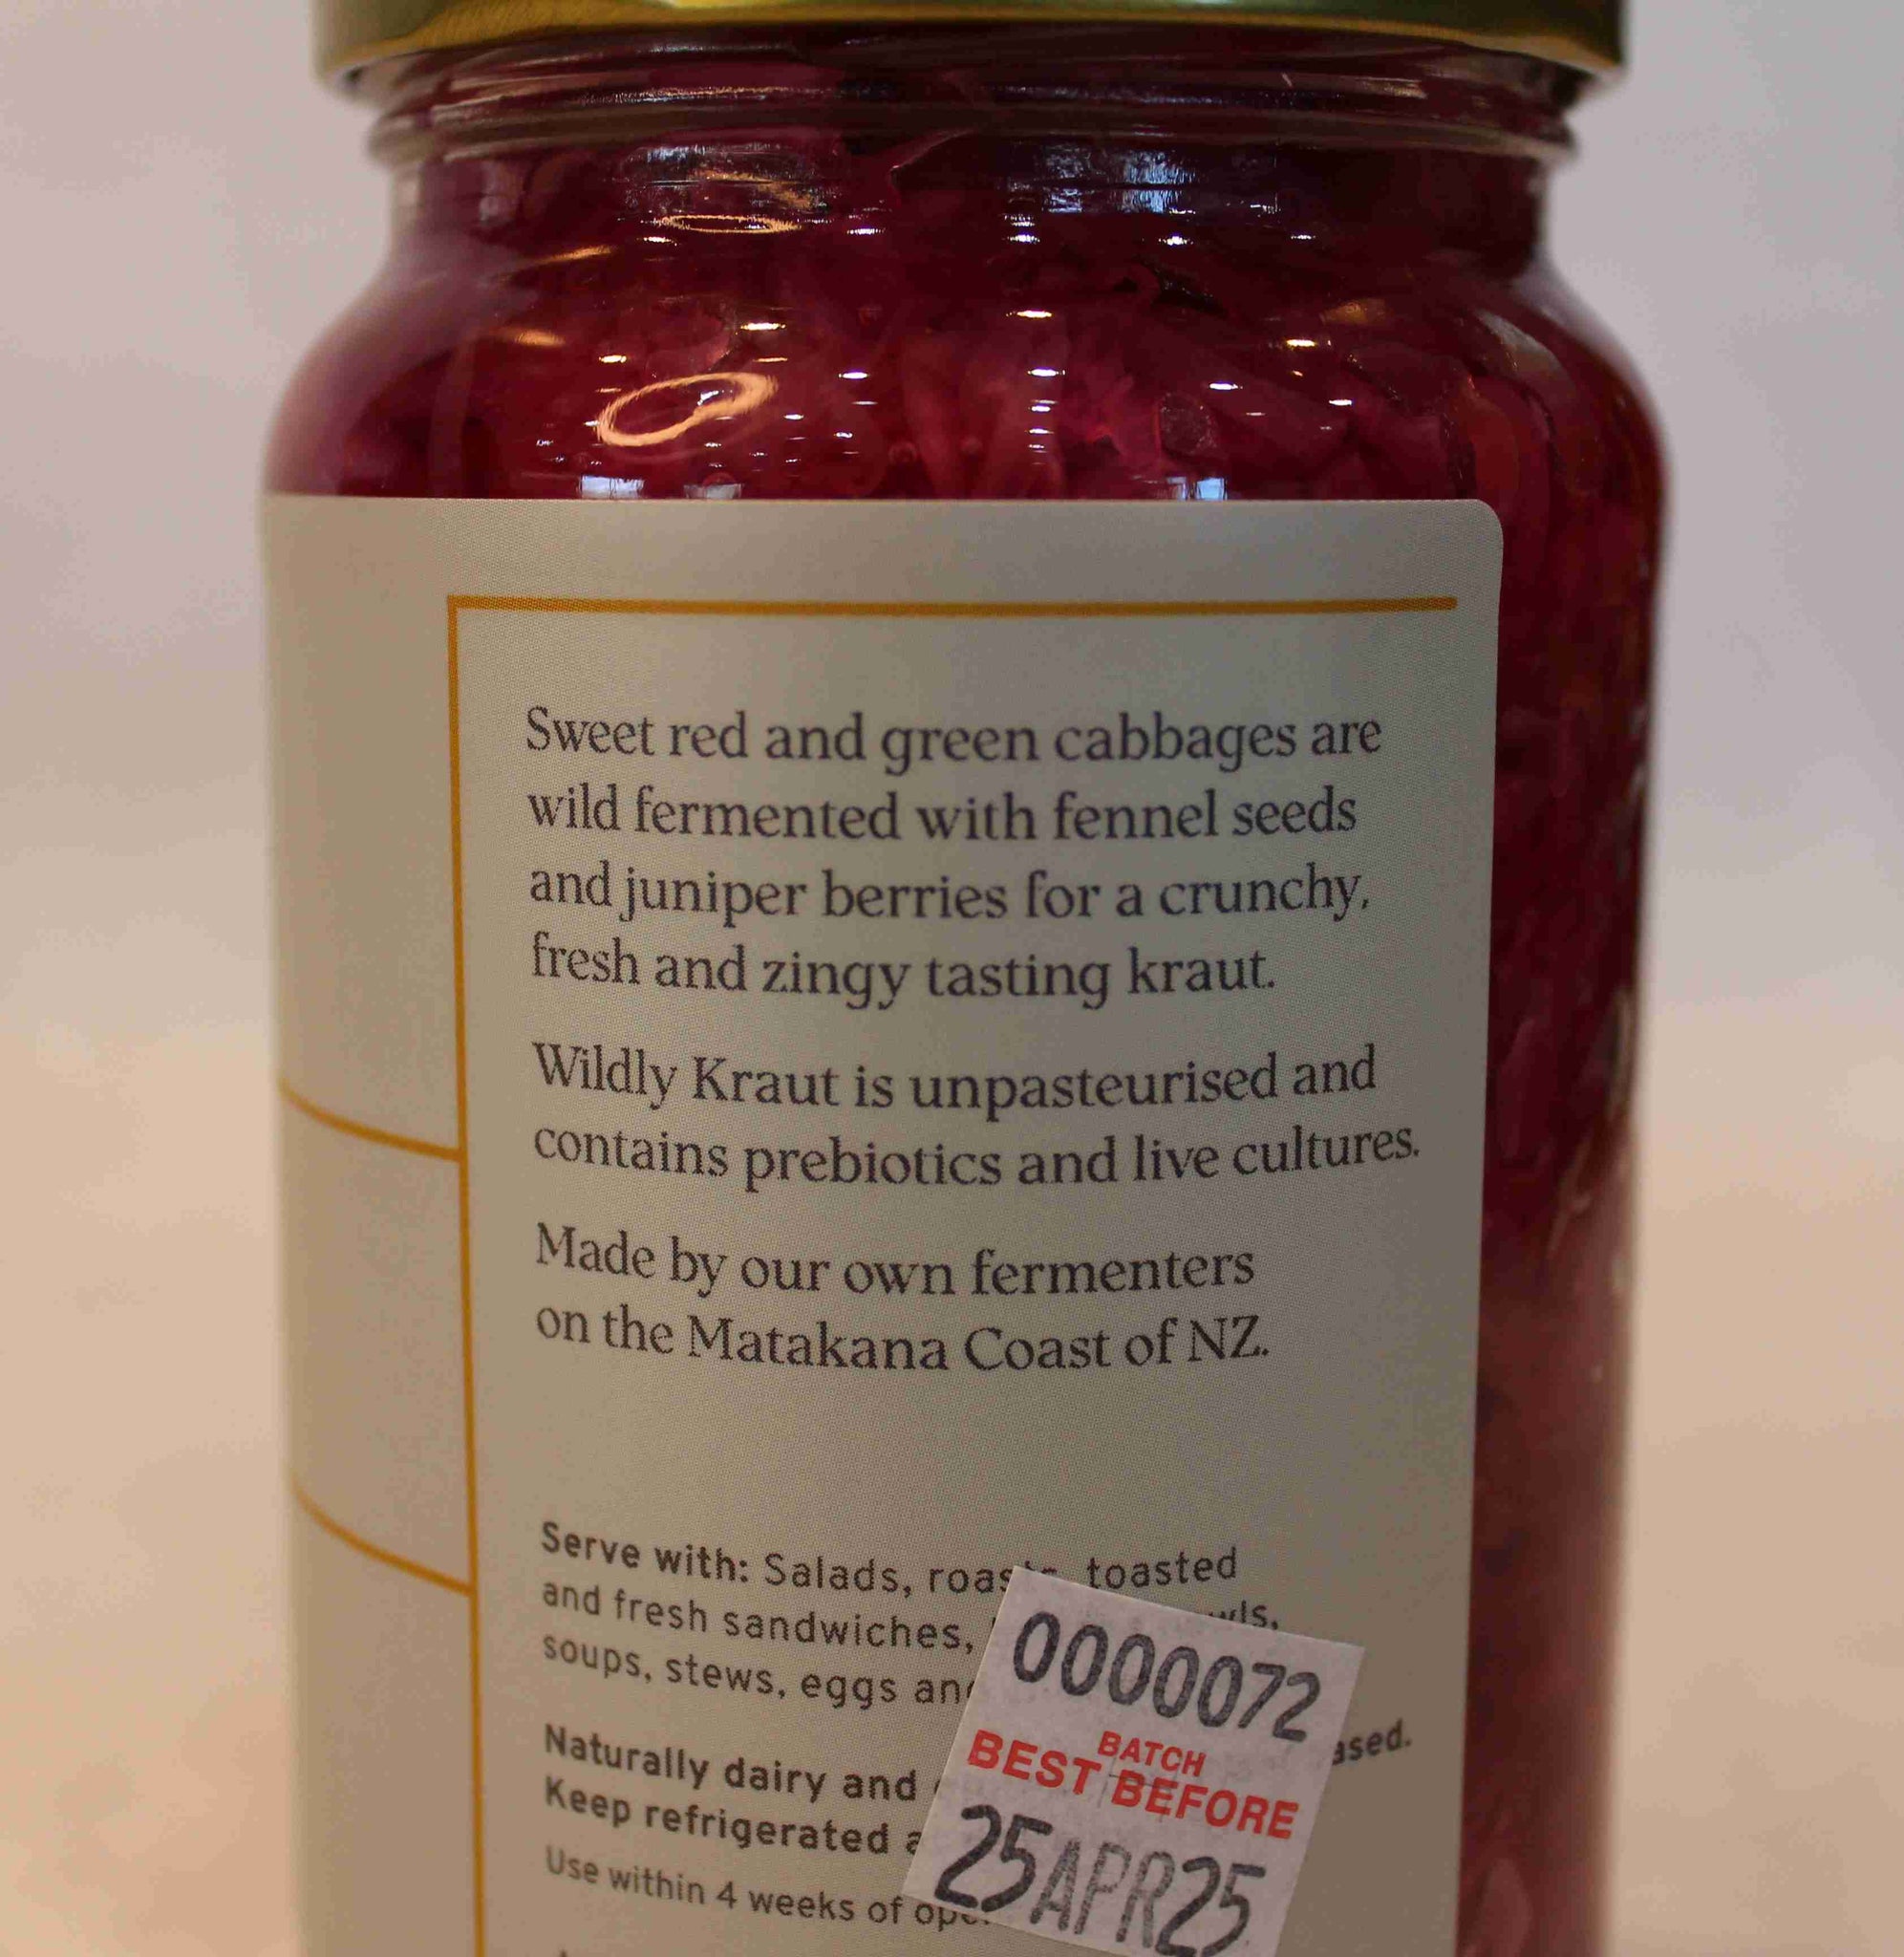 Sweet red and green cabbages are
wild fermented with fennel seeds
and juniper berries for a crunchy,
fresh and zingy tasting kraut.
Wildly Kraut is unpasteurised and
contains prebiotics and live cultures.
Made by our own fermenters
on the Matakana Coast of NZ.
Serve with: Salads, toasted
and fresh sandwiches,
soups, stews, eggs
Naturally dairy and
Keep refrigerated
Use within 4 weeks of
0000072
BATCH
BEST BEFORE
25APR25